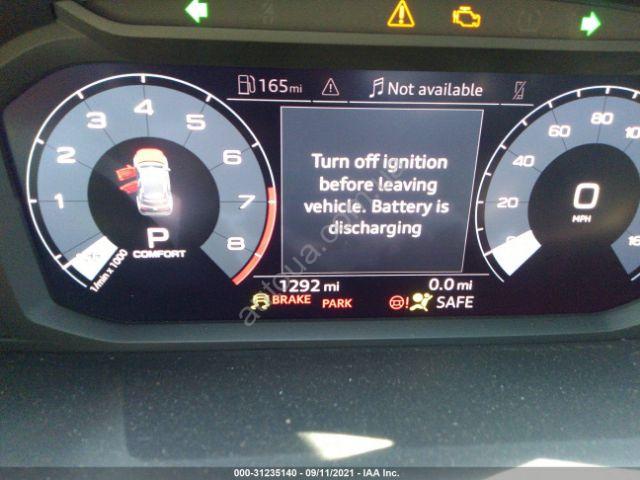 165mi
Not available
Turn off ignition
before leaving
vehicle. Battery is
discharging
1
2
3
4
5
6
7
8
1/min x 1000
P
COMFORT
20
40
60
80
0
MPH
1292 mi
0.0 mi
BRAKE
PARK
SAFE
000-31235140 - 09/11/2021 - IAA Inc.